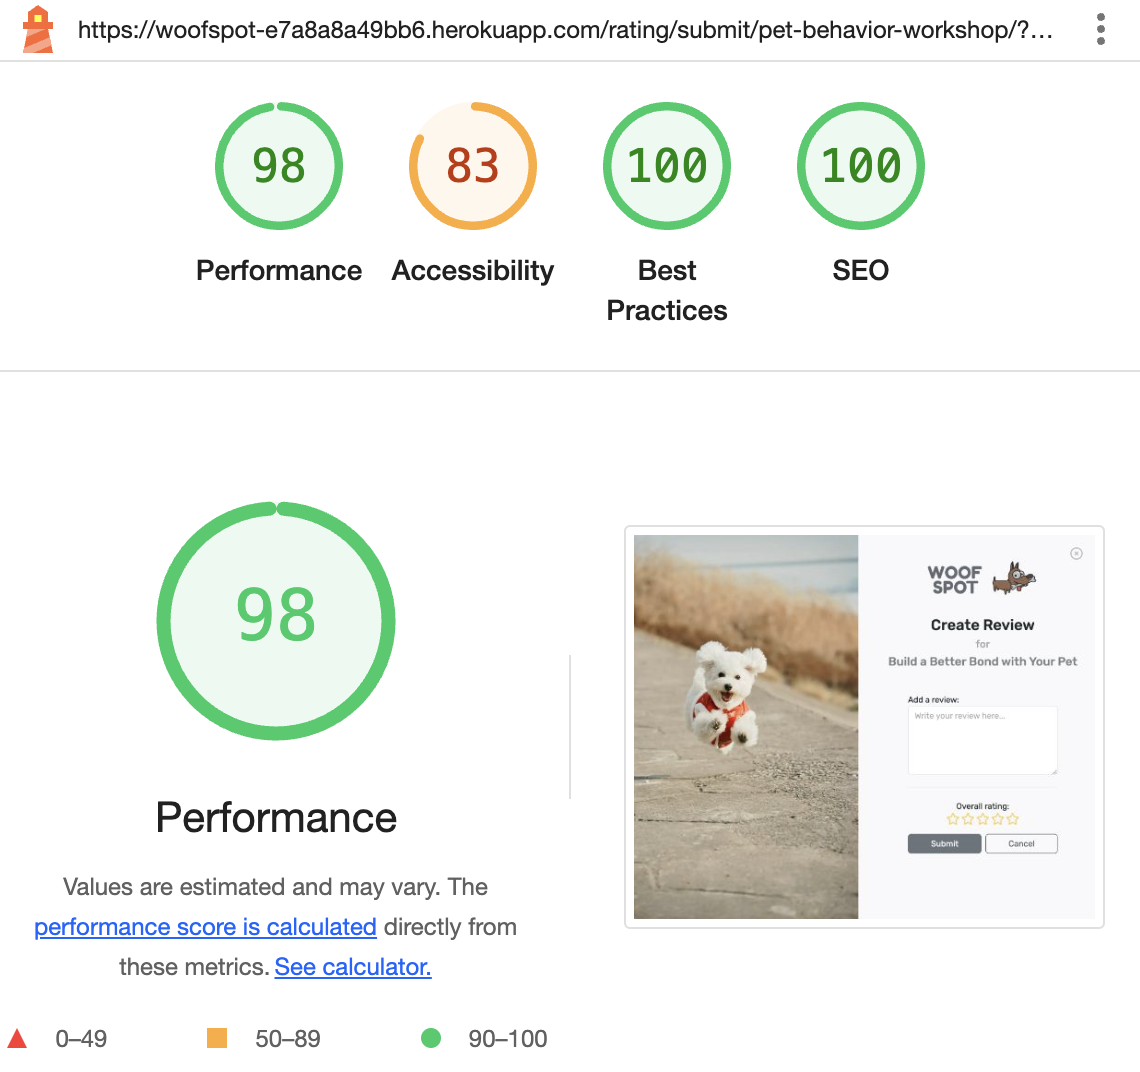 https://woofspot-e7a8a8a49bb6.herokuapp.com/rating/submit/pet-behavior-workshop/?…
98
83
100
100
Performance
Accessibility
Best
Practices
SEO
98
Performance
Values are estimated and may vary. The
performance score is calculated directly from
these metrics. See calculator.
0–49
50–89
90–100
WOOF
SPOT
Create Review
for
Build a Better Bond with Your Pet
Add a review:
Write your review here...
Overall rating:
Submit
Cancel